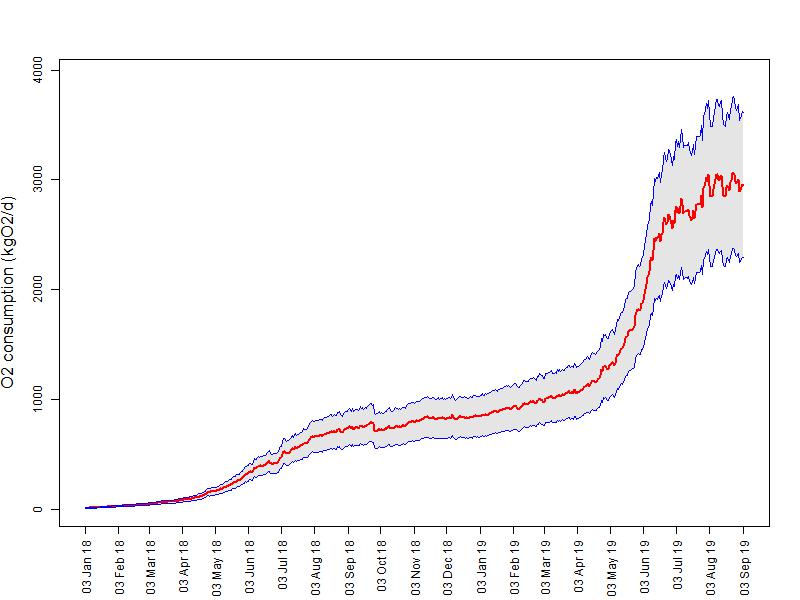 O2 consumption (kgO2/d)
4000
3000
2000
1000
0
03 Jan 18
03 Feb 18
03 Mar 18
03 Apr 18
03 May 18
03 Jun 18
03 Jul 18
03 Aug 18
03 Sep 18
03 Oct 18
03 Nov 18
03 Dec 18
03 Jan 19
03 Feb 19
03 Mar 19
03 Apr 19
03 May 19
03 Jun 19
03 Jul 19
03 Aug 19
03 Sep 19